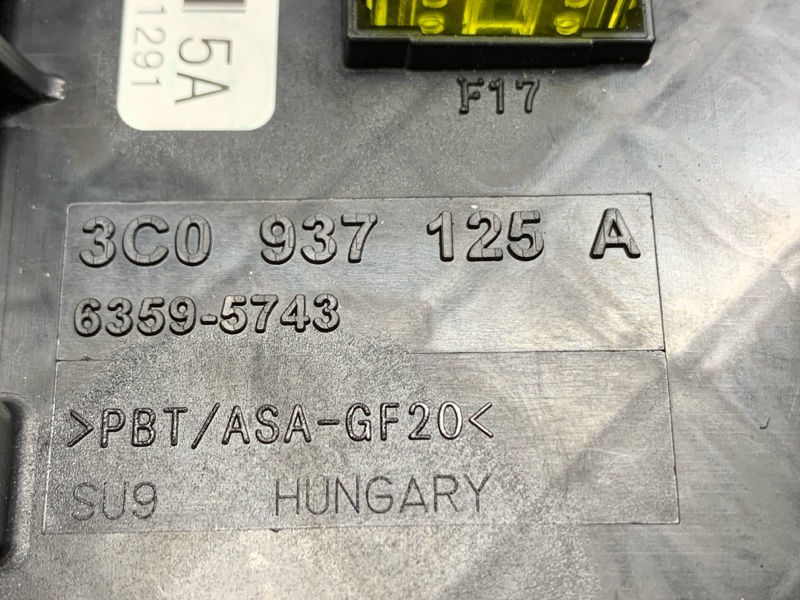 5A
1291
F17
3C0 937 125 A
6359-5743
>PBT/ASA-GF20<
SU9 HUNGARY